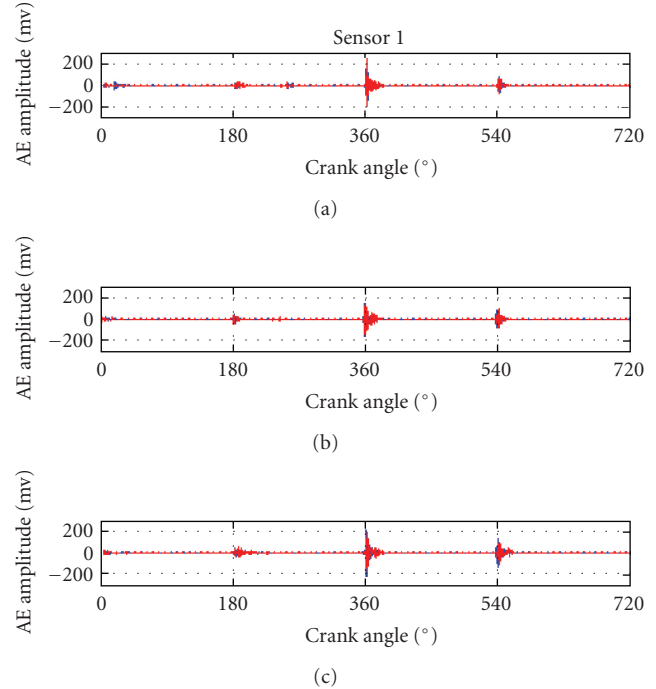 Sensor 1
AE amplitude (mv)
200
0
−200
0 180 360 540 720
Crank angle (°)
(a)
AE amplitude (mv)
200
0
−200
0 180 360 540 720
Crank angle (°)
(b)
AE amplitude (mv)
200
0
−200
0 180 360 540 720
Crank angle (°)
(c)